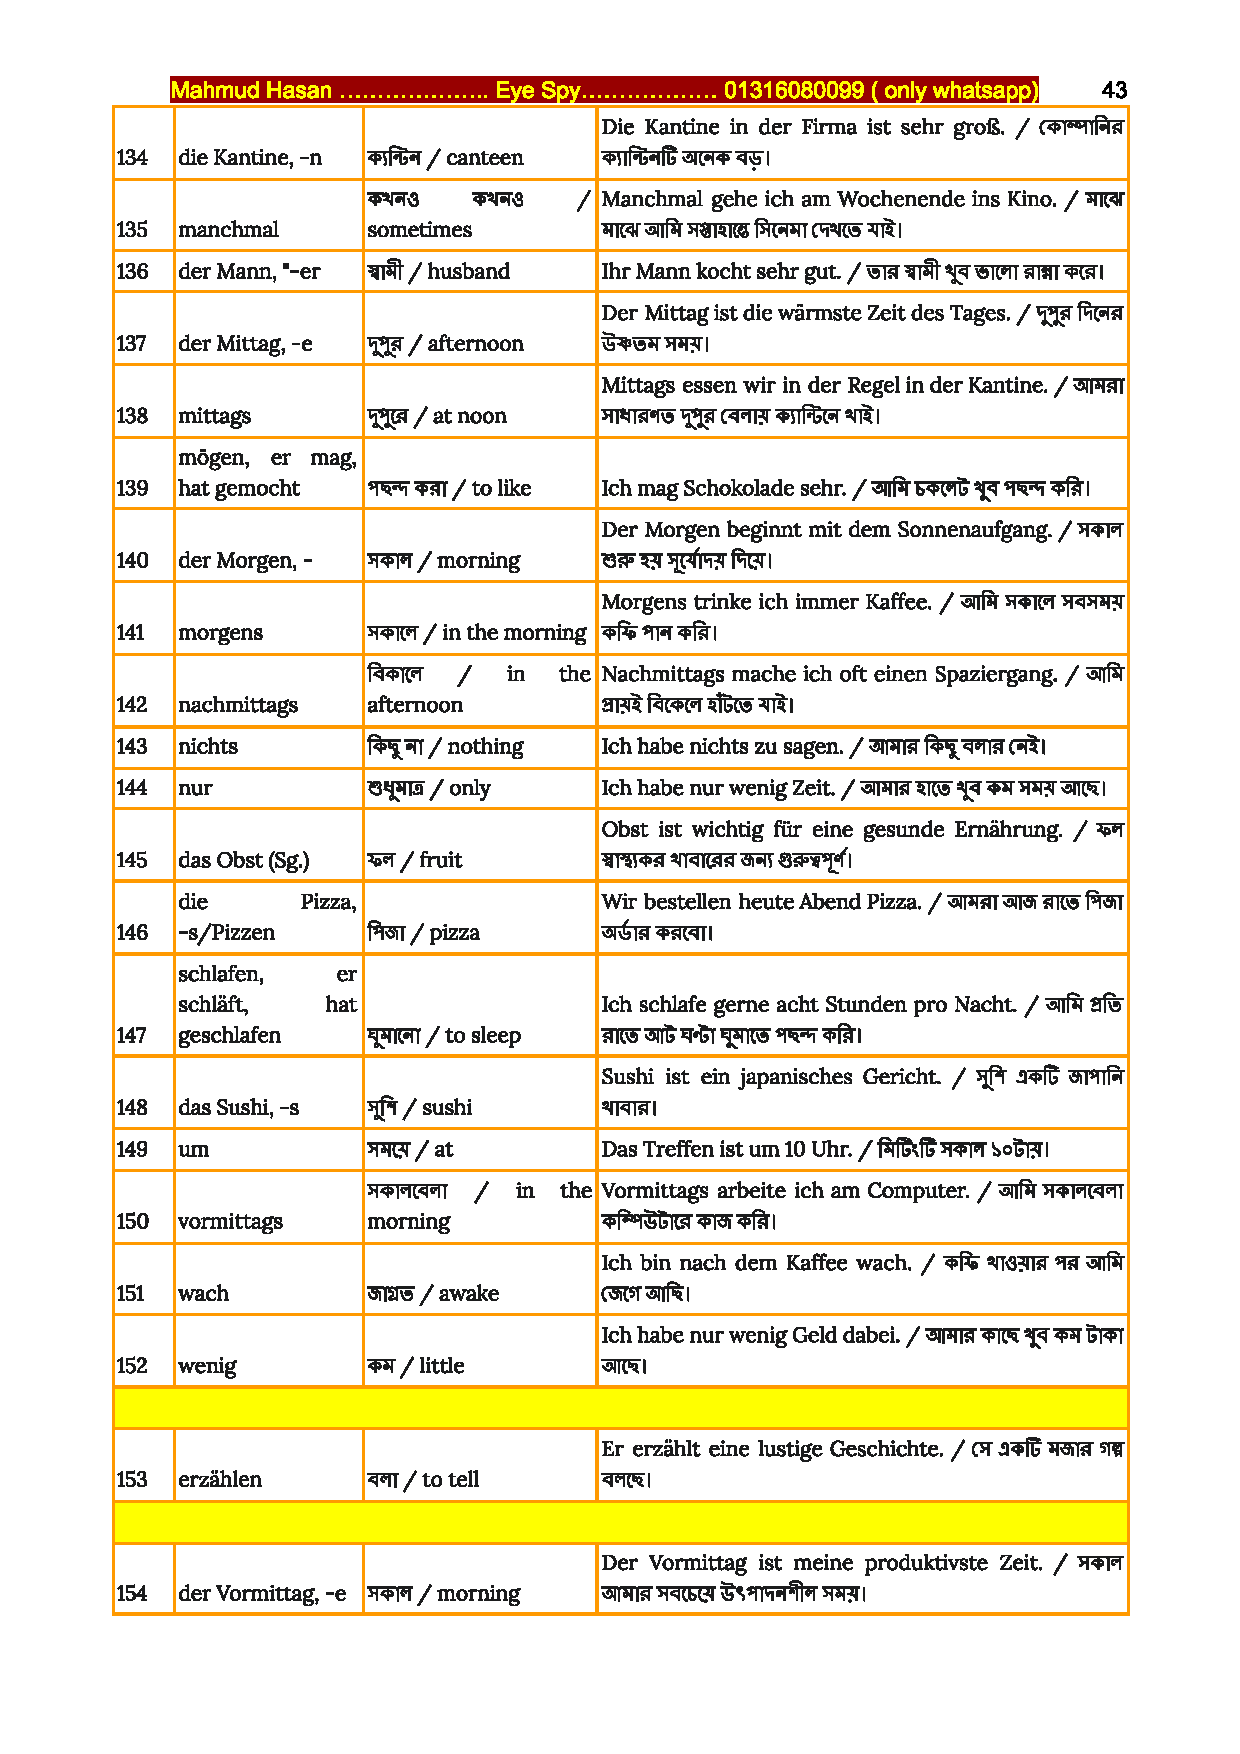 Mahmud Hasan ……………….. Eye Spy……………… 01316080099 ( only whatsapp) 43
Die Kantine in der Firma ist sehr groß. / কোম্পানির
134 die Kantine, -n ক্যন্টিন / canteen ক্যান্টিনটি অনেক বড়।
কখনও কখনও / Manchmal gehe ich am Wochenende ins Kino. / মাঝে
135 manchmal sometimes মাঝে আমি সপ্তাহান্তে সিনেমা দেখতে যাই।
136 der Mann, "-er স্বামী / husband Ihr Mann kocht sehr gut. / তার স্বামী খুব ভালো রান্না করে।
Der Mittag ist die wärmste Zeit des Tages. / দুপুর দিনের
137 der Mittag, -e দুপুর / afternoon উষ্ণতম সময়।
Mittags essen wir in der Regel in der Kantine. / আমরা
138 mittags দুপুরে / at noon সাধারণত দুপুর বেলায় ক্যান্টিনে খাই।
mögen, er mag,
139 hat gemocht পছন্দ করা / to like Ich mag Schokolade sehr. / আমি চকলেট খুব পছন্দ করি।
Der Morgen beginnt mit dem Sonnenaufgang. / সকাল
140 der Morgen, - সকাল / morning শুরু হয় সূর্যোদয় দিয়ে।
Morgens trinke ich immer Kaffee. / আমি সকালে সবসময়
141 morgens সকালে / in the morning কফি পান করি।
বিকালে / in the Nachmittags mache ich oft einen Spaziergang. / আমি
142 nachmittags afternoon প্রায়ই বিকেলে হাঁটতে যাই।
143 nichts কিছু না / nothing Ich habe nichts zu sagen. / আমার কিছু বলার নেই।
144 nur শুধুমাত্র / only Ich habe nur wenig Zeit. / আমার হাতে খুব কম সময় আছে।
Obst ist wichtig für eine gesunde Ernährung. / ফল
145 das Obst (Sg.) ফল / fruit স্বাস্থ্যকর খাবারের জন্য গুরুত্বপূর্ণ।
die Pizza, Wir bestellen heute Abend Pizza. / আমরা আজ রাতে পিজা
146 -s/Pizzen পিজা / pizza অর্ডার করবো।
schlafen, er
schläft, hat Ich schlafe gerne acht Stunden pro Nacht. / আমি প্রতি
147 geschlafen ঘুমানো / to sleep রাতে আট ঘণ্টা ঘুমাতে পছন্দ করি।
Sushi ist ein japanisches Gericht. / সুশি একটি জাপানি
148 das Sushi, -s সুশি / sushi খাবার।
149 um সময়ে / at Das Treffen ist um 10 Uhr. / মিটিংটি সকাল ১০টায়।
সকালবেলা / in the Vormittags arbeite ich am Computer. / আমি সকালবেলা
150 vormittags morning কম্পিউটারে কাজ করি।
Ich bin nach dem Kaffee wach. / কফি খাওয়ার পর আমি
151 wach জাগ্রত / awake জেগে আছি।
Ich habe nur wenig Geld dabei. / আমার কাছে খুব কম টাকা
152 wenig কম / little আছে।
Er erzählt eine lustige Geschichte. / সে একটি মজার গল্প
153 erzählen বলা / to tell বলছে।
Der Vormittag ist meine produktivste Zeit. / সকাল
154 der Vormittag, -e সকাল / morning আমার সবচেয়ে উৎপাদনশীল সময়।